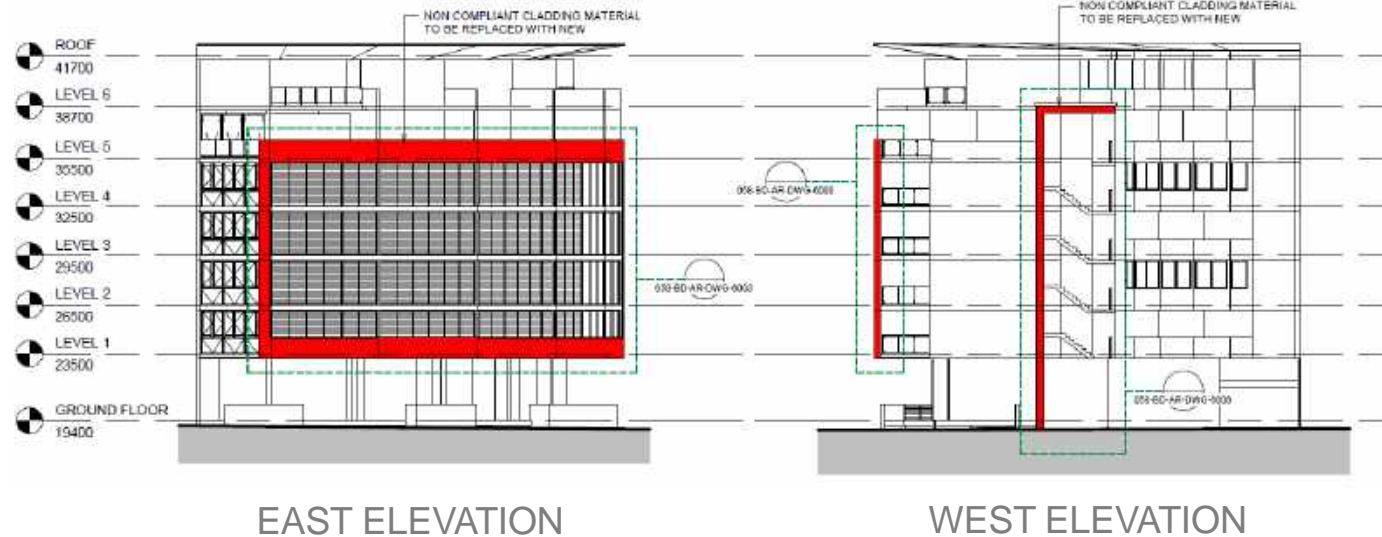 NON COMPLIANT CLADDING MATERIAL
TO BE REPLACED WITH NEW
NON COMPLIANT CLADDING MATERIAL
TO BE REPLACED WITH NEW
ROOF
41700
LEVEL 6
38700
LEVEL 5
35500
LEVEL 4
32500
LEVEL 3
29500
LEVEL 2
26500
LEVEL 1
23500
GROUND FLOOR
19400
EAST ELEVATION
WEST ELEVATION